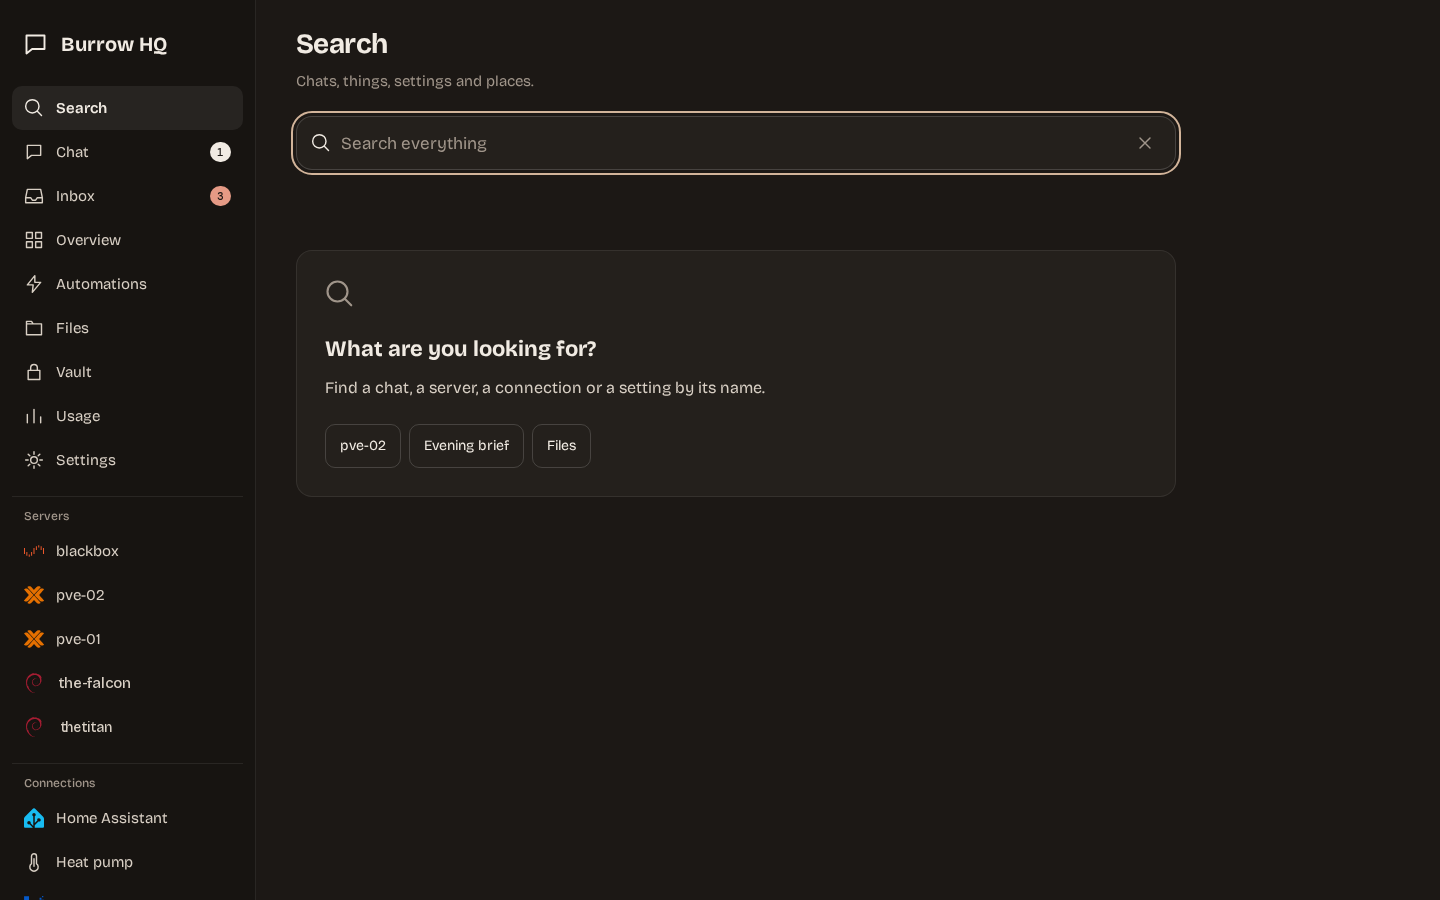 Burrow HQ
Search
Chat
1
Inbox
3
Overview
Automations
Files
Vault
Usage
Settings
Servers
blackbox
pve-02
pve-01
the-falcon
thetitan
Connections
Home Assistant
Heat pump
Search
Chats, things, settings and places.
Search everything
What are you looking for?
Find a chat, a server, a connection or a setting by its name.
pve-02
Evening brief
Files